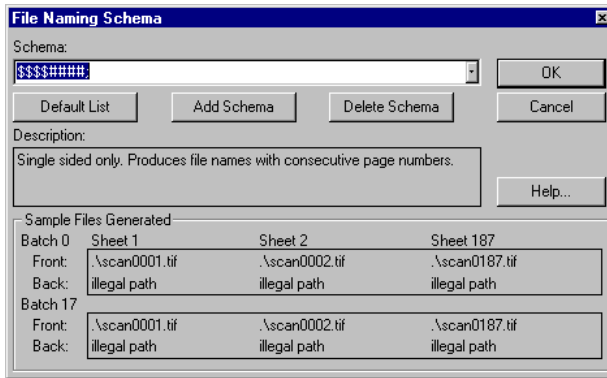 File Naming Schema
Schema:
$$$$####;
OK
Default List Add Schema Delete Schema Cancel
Description:
Single sided only. Produces file names with consecutive page numbers.
Help...
Sample Files Generated
Batch 0 Sheet 1 Sheet 2 Sheet 187
Front: .\scan0001.tif .\scan0002.tif .\scan0187.tif
Back: illegal path illegal path illegal path
Batch 17
Front: .\scan0001.tif .\scan0002.tif .\scan0187.tif
Back: illegal path illegal path illegal path